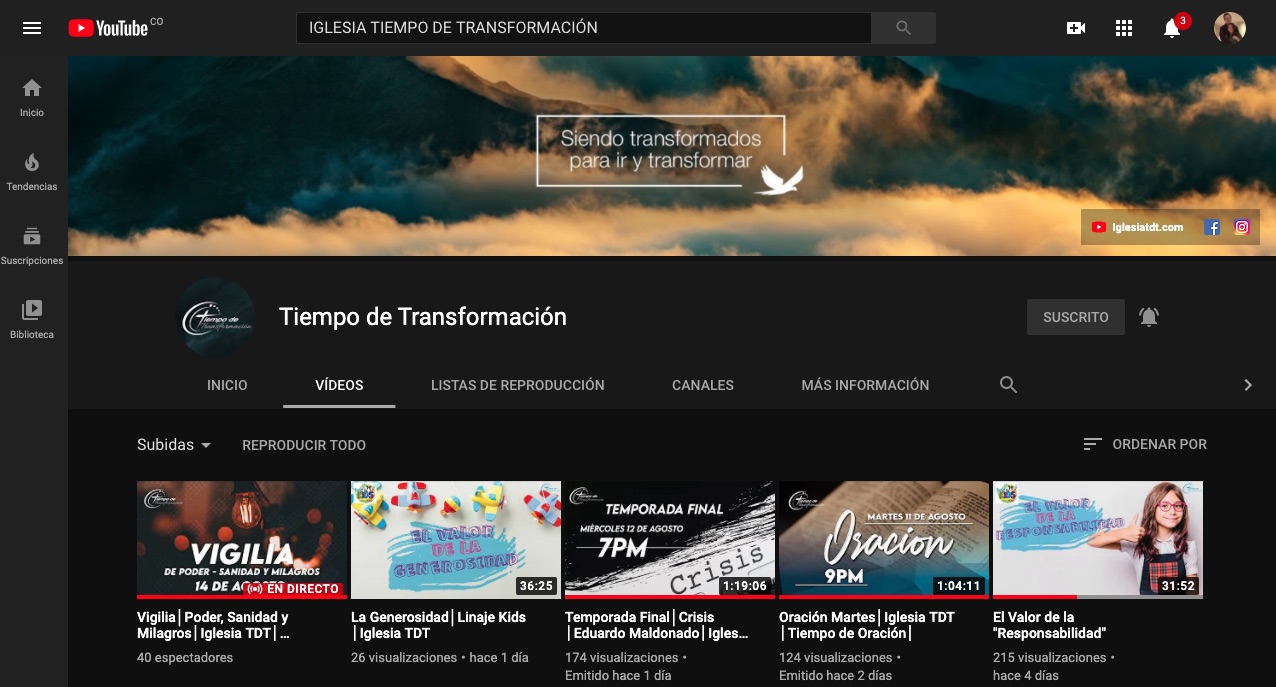 YouTube CO
IGLESIA TIEMPO DE TRANSFORMACIÓN
3
Inicio
Tendencias
Suscripciones
Biblioteca
Siendo transformados
para ir y transformar
Iglesiatdt.com
Tiempo de Transformación
SUSCRITO
INICIO
VÍDEOS
LISTAS DE REPRODUCCIÓN
CANALES
MÁS INFORMACIÓN
Subidas
REPRODUCIR TODO
ORDENAR POR
Tiempo de
VIGILIA
DE PODER - SANIDAD Y MILAGROS
14 DE AGOSTO
EN DIRECTO
Vigilia│Poder, Sanidad y
Milagros│Iglesia TDT│...
40 espectadores
EL VALOR
DE LA
GENEROSIDAD
36:25
La Generosidad│Linaje Kids
│Iglesia TDT
26 visualizaciones • hace 1 día
Tiempo de
TEMPORADA FINAL
MIÉRCOLES 12 DE AGOSTO
7PM
Crisis
1:19:06
Temporada Final│Crisis
│Eduardo Maldonado│Igles...
174 visualizaciones •
Emitido hace 1 día
Tiempo de
MARTES 11 DE AGOSTO
Oración
9PM
1:04:11
Oración Martes│Iglesia TDT
│Tiempo de Oración│
124 visualizaciones •
Emitido hace 2 días
EL VALOR
DE LA
RESPONSABILIDAD
31:52
El Valor de la
"Responsabilidad"
215 visualizaciones •
hace 4 días